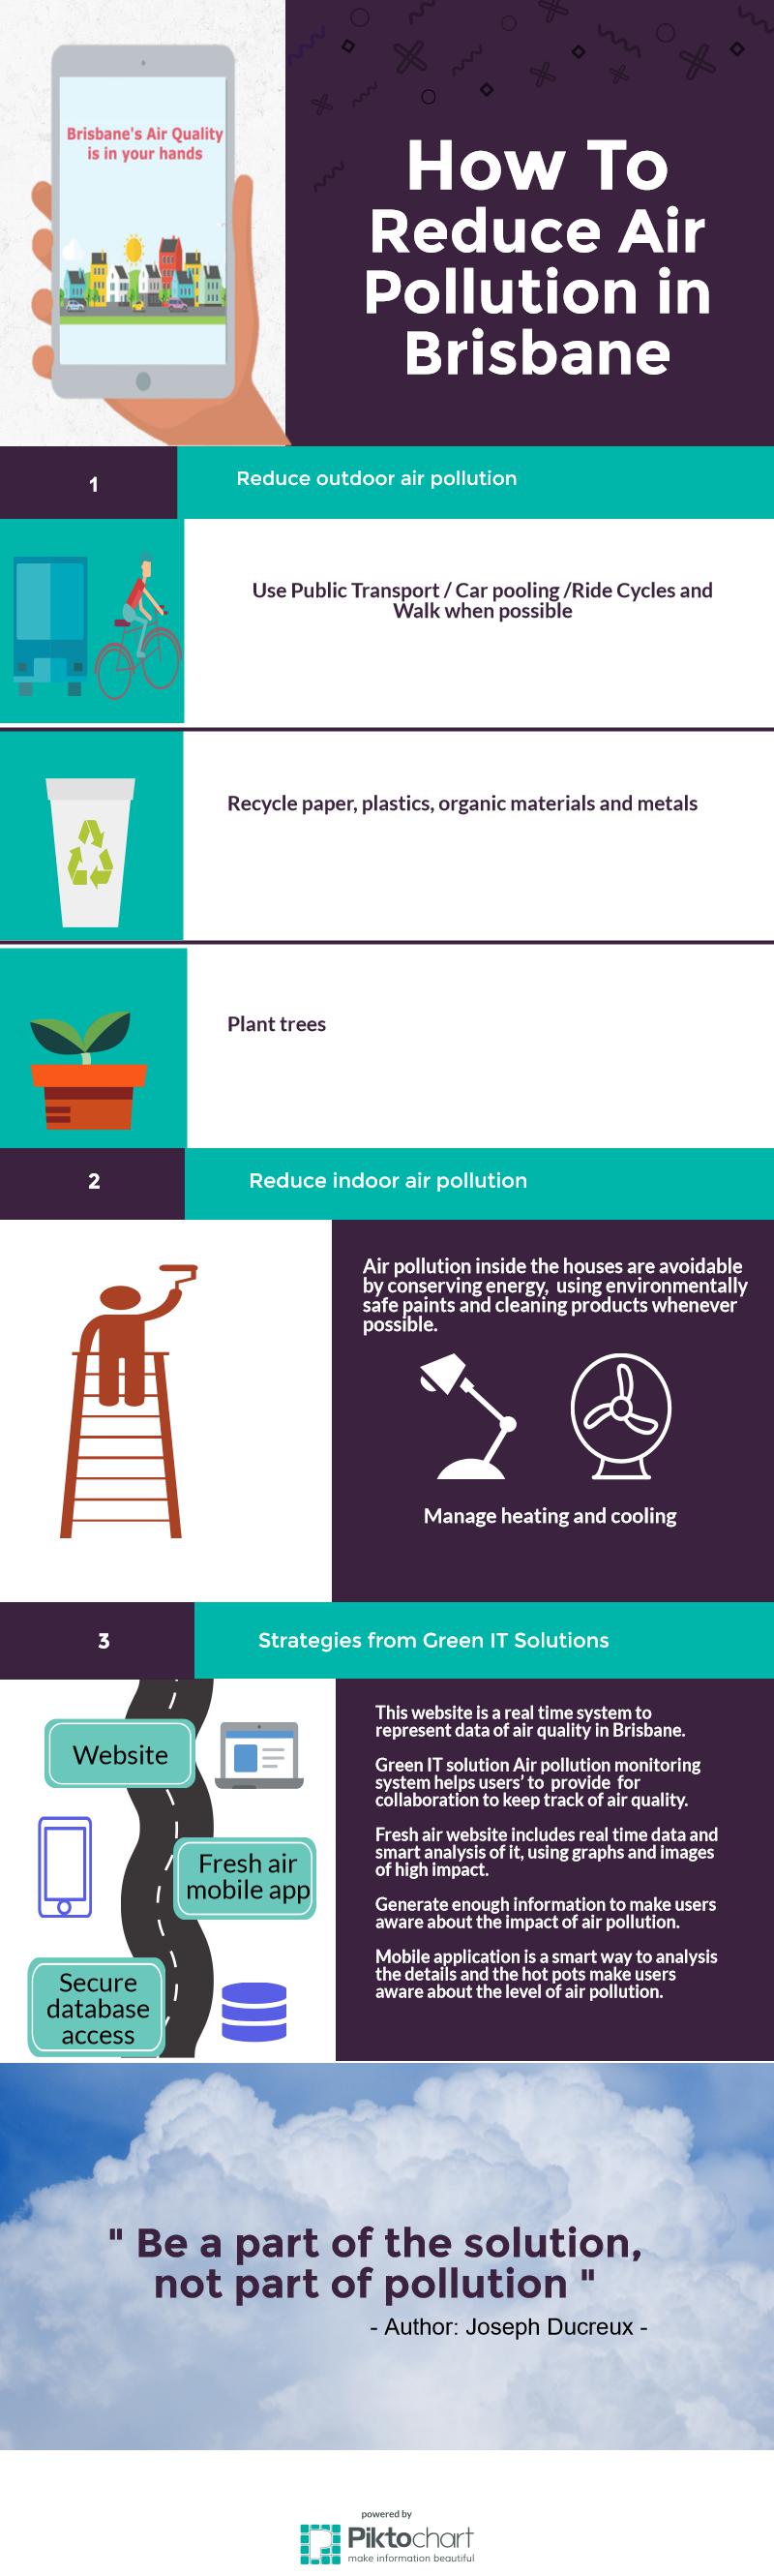 Brisbane's Air Quality
is in your hands
How To
Reduce Air
Pollution in
Brisbane
1
Reduce outdoor air pollution
Use Public Transport / Car pooling /Ride Cycles and
Walk when possible
Recycle paper, plastics, organic materials and metals
Plant trees
2
Reduce indoor air pollution
Air pollution inside the houses are avoidable
by conserving energy, using environmentally
safe paints and cleaning products whenever
possible.
Manage heating and cooling
3
Strategies from Green IT Solutions
Website
Fresh air
mobile app
Secure
database
access
This website is a real time system to
represent data of air quality in Brisbane.
Green IT solution Air pollution monitoring
system helps users' to provide for
collaboration to keep track of air quality.
Fresh air website includes real time data and
smart analysis of it, using graphs and images
of high impact.
Generate enough information to make users
aware about the impact of air pollution.
Mobile application is a smart way to analysis
the details and the hot pots make users
aware about the level of air pollution.
" Be a part of the solution,
not part of pollution "
- Author: Joseph Ducreux -
powered by
Piktochart
make information beautiful